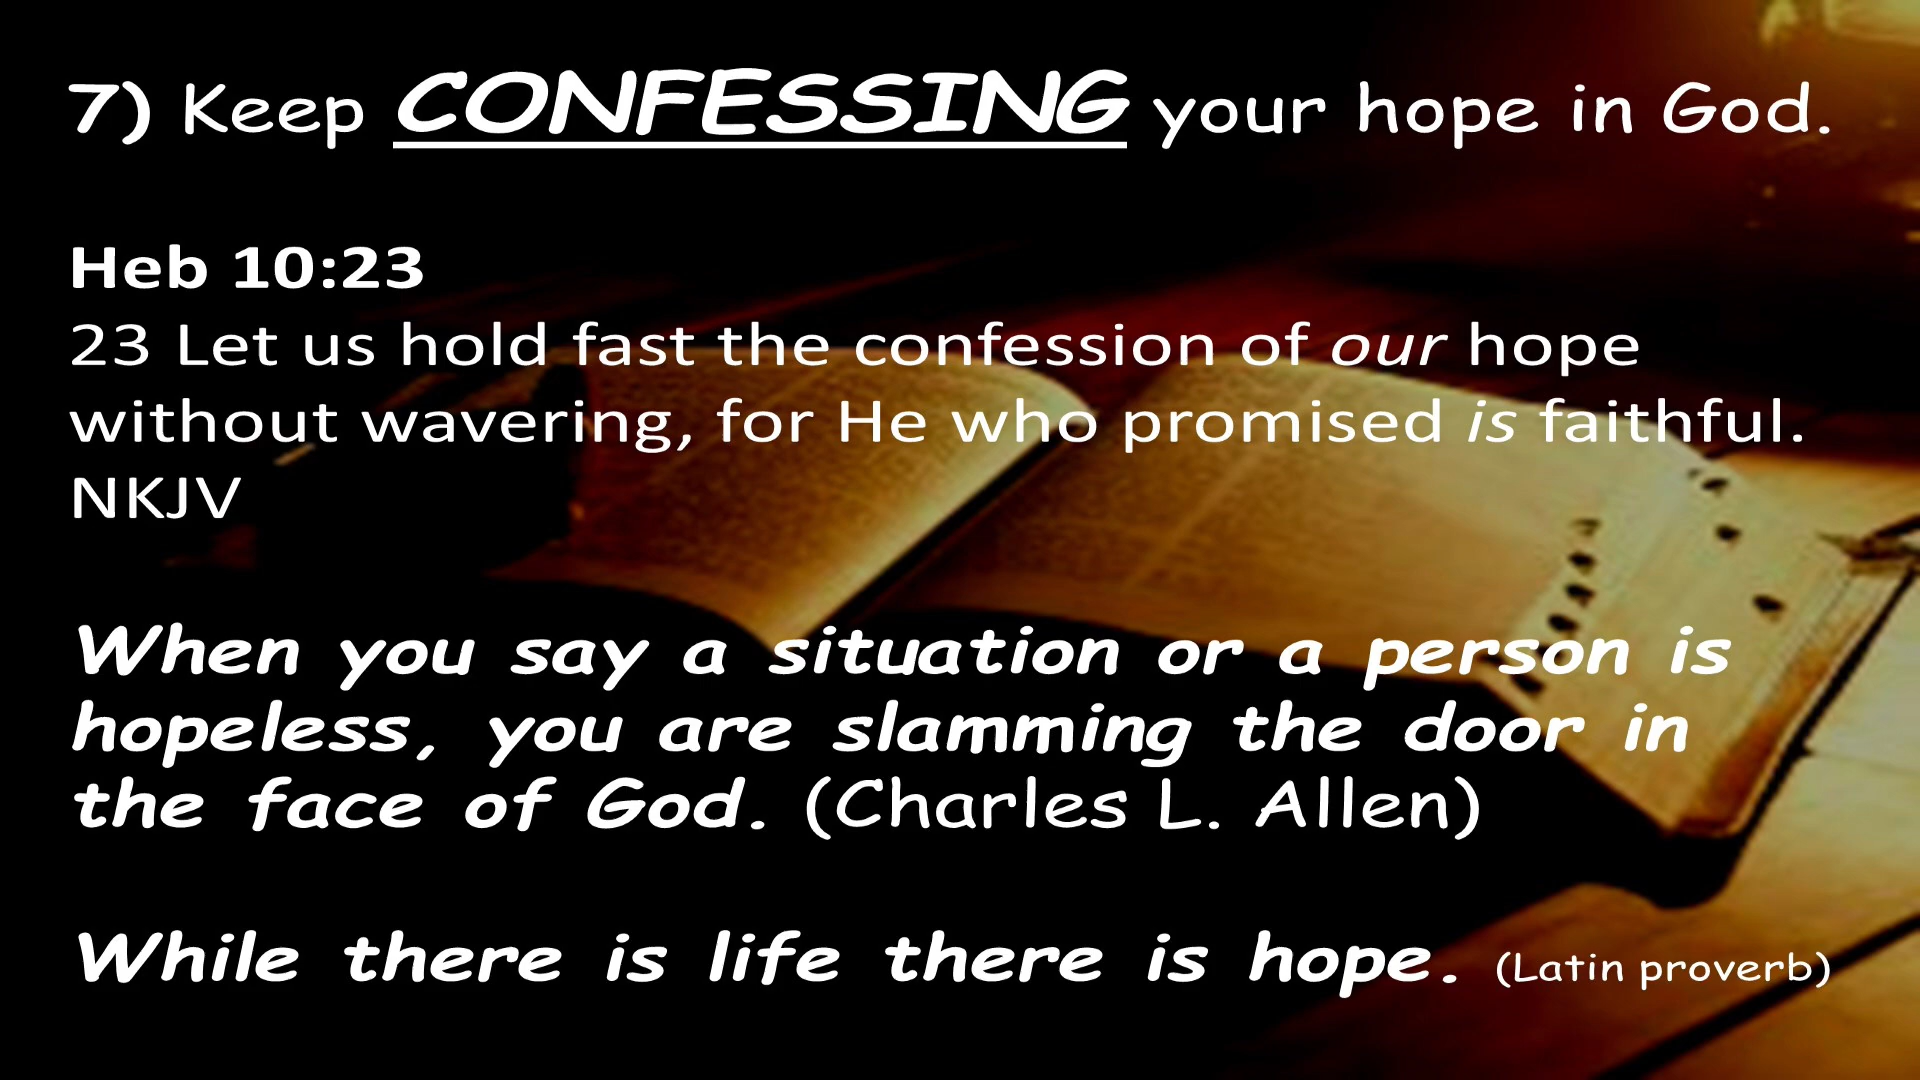 7) Keep CONFESSING your hope in God.
Heb 10:23
23 Let us hold fast the confession of our hope
without wavering, for He who promised is faithful.
NKJV
When you say a situation or a person is
hopeless, you are slamming the door in
the face of God. (Charles L. Allen)
While there is life there is hope. (Latin proverb)